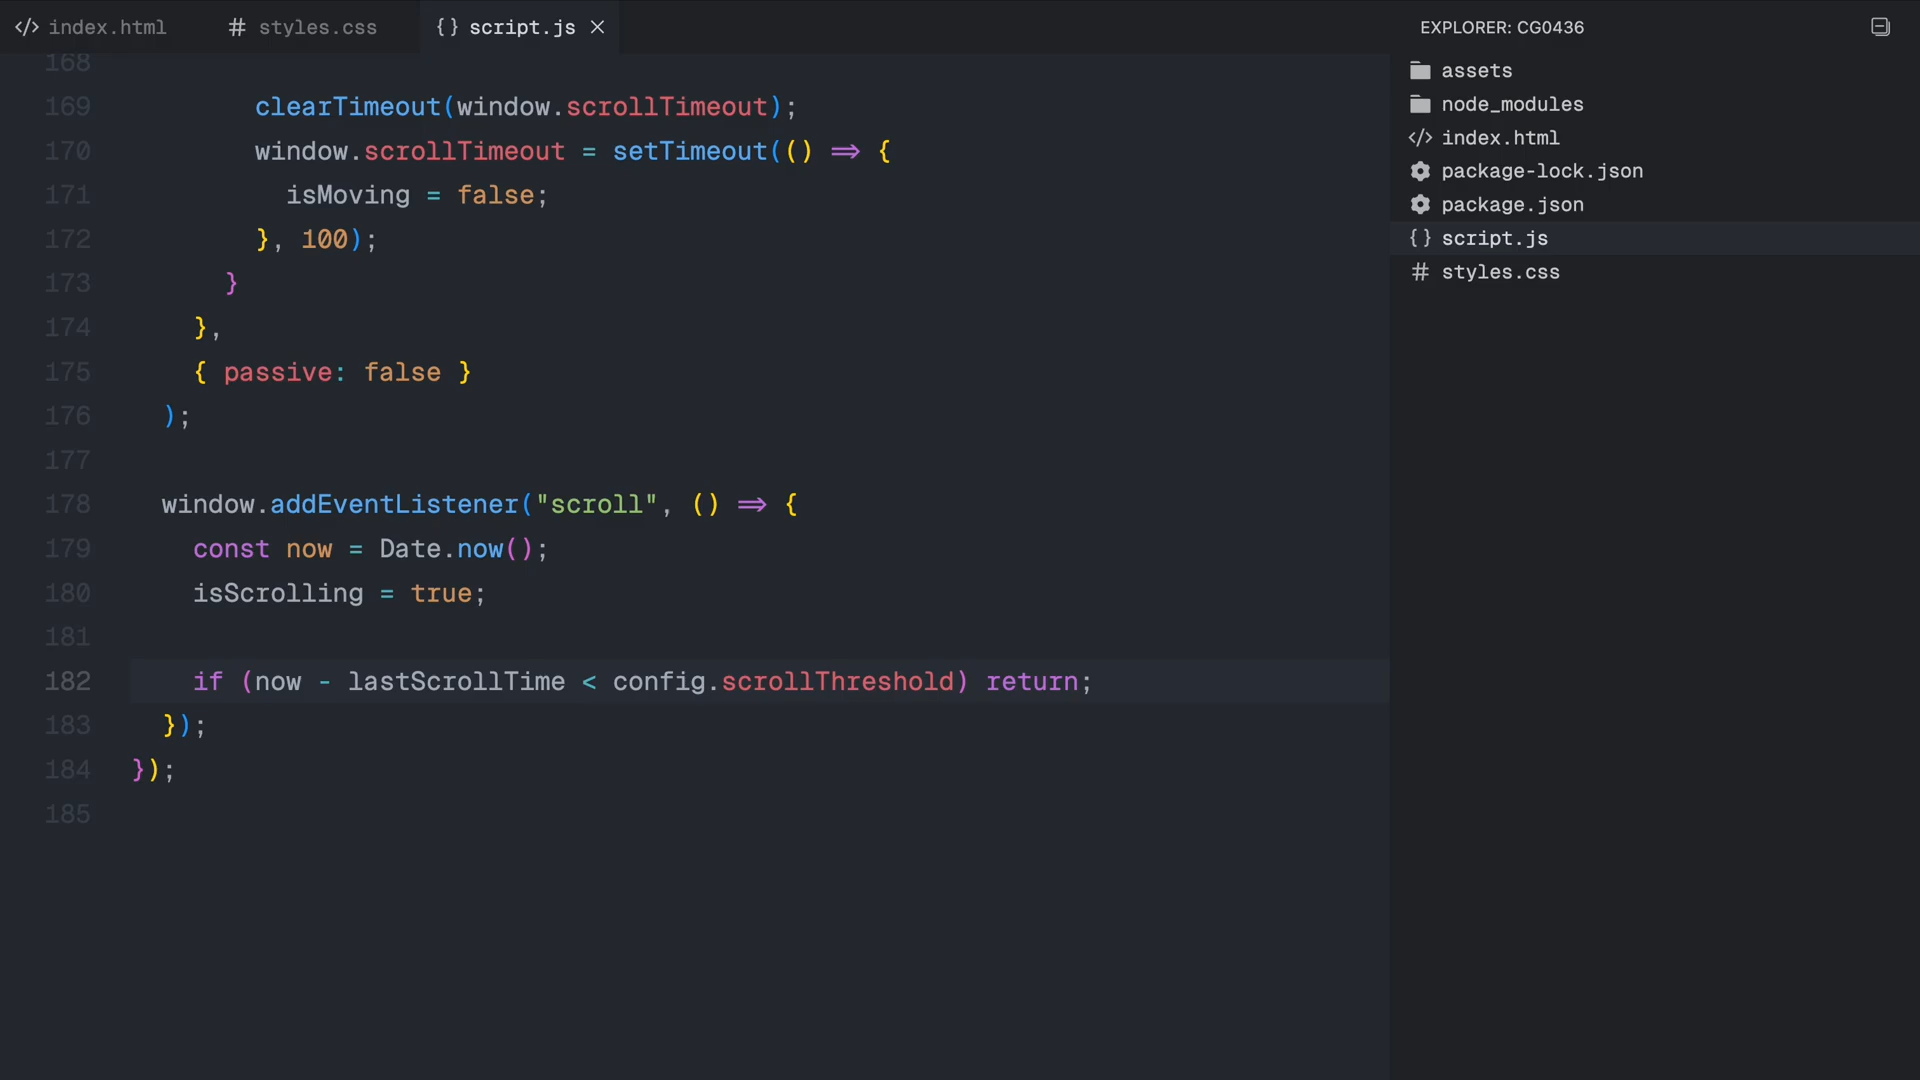 </> index.html # styles.css {} script.js ×
168
169 clearTimeout(window.scrollTimeout);
170 window.scrollTimeout = setTimeout(() => {
171 isMoving = false;
172 }, 100);
173 }
174 },
175 { passive: false }
176 );
177
178 window.addEventListener("scroll", () => {
179 const now = Date.now();
180 isScrolling = true;
181
182 if (now - lastScrollTime < config.scrollThreshold) return;
183 });
184 });
185
EXPLORER: CG0436
assets
node_modules
</> index.html
package-lock.json
package.json
{} script.js
# styles.css